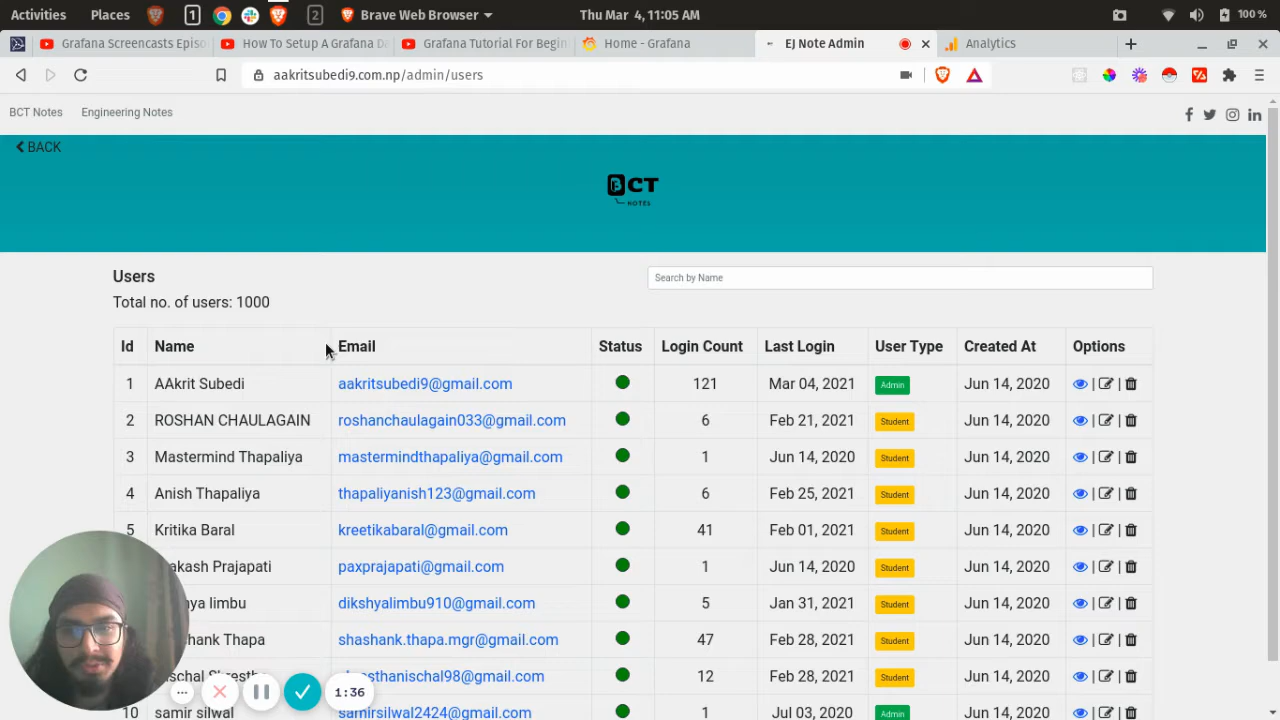 Activities Places 1 2 Brave Web Browser Thu Mar 4, 11:05 AM 100 %
Grafana Screencasts Episo How To Setup A Grafana Da Grafana Tutorial For Begin Home - Grafana EJ Note Admin Analytics
aakritsubedi9.com.np/admin/users
BCT Notes Engineering Notes
BACK
BCT
NOTES
Users
Search by Name
Total no. of users: 1000
Id Name Email Status Login Count Last Login User Type Created At Options
1 AAkrit Subedi aakritsubedi9@gmail.com 121 Mar 04, 2021 Admin Jun 14, 2020 | |
2 ROSHAN CHAULAGAIN roshanchaulagain033@gmail.com 6 Feb 21, 2021 Student Jun 14, 2020 | |
3 Mastermind Thapaliya mastermindthapaliya@gmail.com 1 Jun 14, 2020 Student Jun 14, 2020 | |
4 Anish Thapaliya thapaliyanish123@gmail.com 6 Feb 25, 2021 Student Jun 14, 2020 | |
5 Kritika Baral kreetikabaral@gmail.com 41 Feb 01, 2021 Student Jun 14, 2020 | |
akash Prajapati paxprajapati@gmail.com 1 Jun 14, 2020 Student Jun 14, 2020 | |
ya limbu dikshyalimbu910@gmail.com 5 Jan 31, 2021 Student Jun 14, 2020 | |
ank Thapa shashank.thapa.mgr@gmail.com 47 Feb 28, 2021 Student Jun 14, 2020 | |
12 Feb 28, 2021 Student Jun 14, 2020 | |
10 samir silwal samirsilwal2424@gmail.com 1 Jul 03, 2020 Admin Jun 14, 2020 | |
1:36